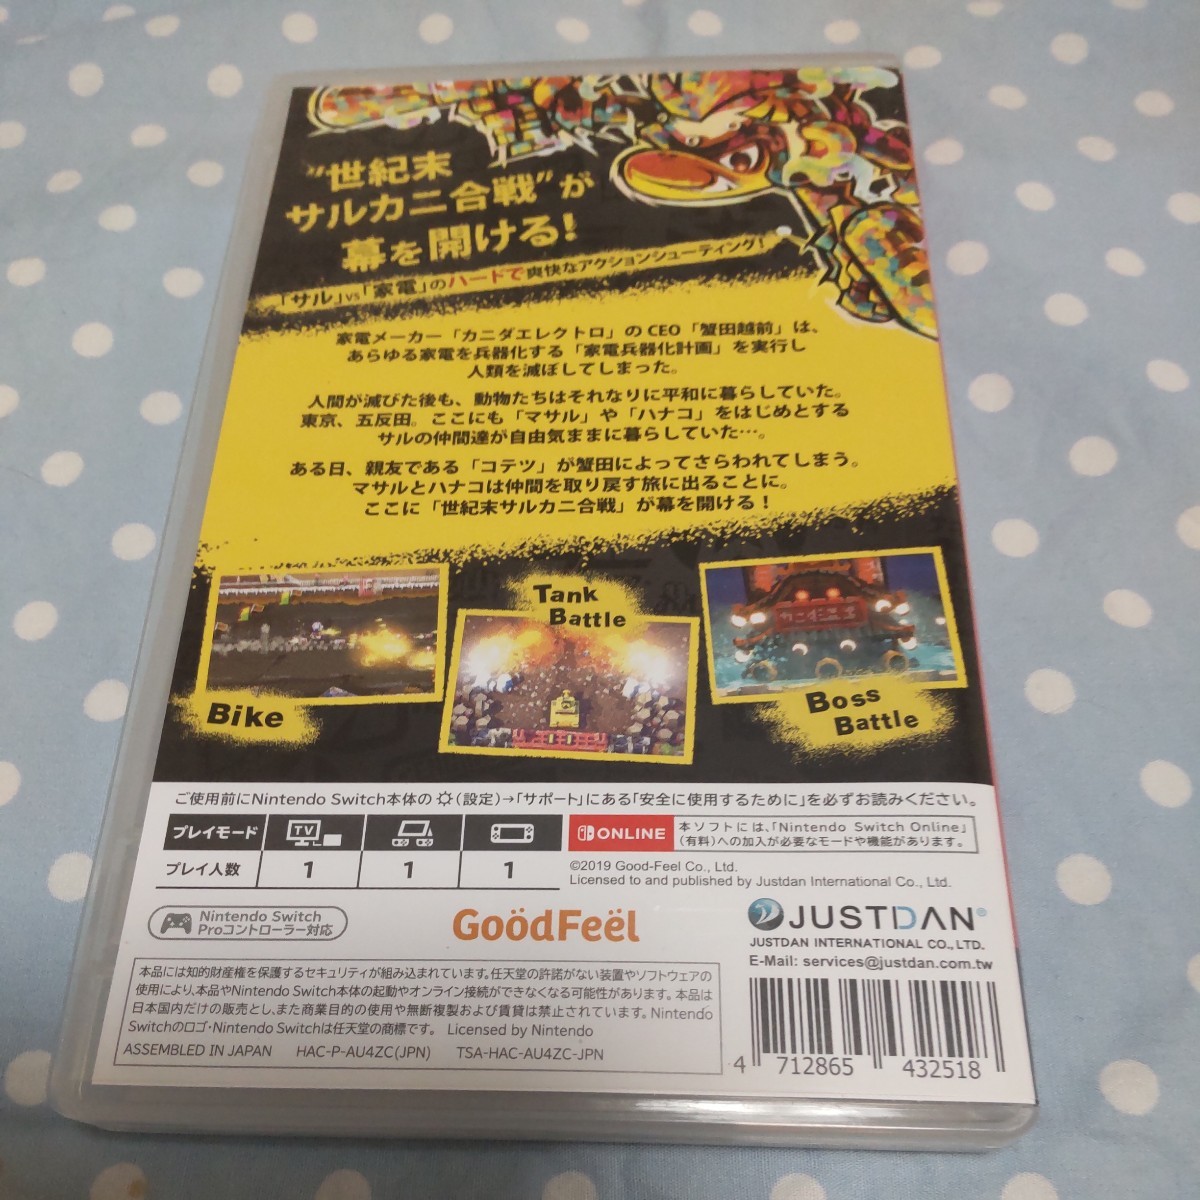 "世紀末
サルカニ合戦"が
幕を開ける!
「サル」vs「家電」のハードで爽快なアクションシューティング!
家電メーカー「カニダエレクトロ」のCEO「蟹田越前」は、
あらゆる家電を兵器化する「家電兵器化計画」を実行し
人類を滅ぼしてしまった。
人間が滅びた後も、動物たちはそれなりに平和に暮らしていた。
東京、五反田。ここにも「マサル」や「ハナコ」をはじめとする
サルの仲間達が自由気ままに暮らしていた…。
ある日、親友である「コテツ」が蟹田によってさらわれてしまう。
マサルとハナコは仲間を取り戻す旅に出ることに。
ここに「世紀末サルカニ合戦」が幕を開ける!
Bike
Tank
Battle
Boss
Battle
ご使用前にNintendo Switch本体の(設定)→「サポート」にある「安全に使用するために」を必ずお読みください。
プレイモード TV
プレイ人数 1 1 1
ONLINE
本ソフトには、「Nintendo Switch Online」
(有料)への加入が必要なモードや機能があります。
©2019 Good-Feel Co., Ltd.
Licensed to and published by Justdan International Co., Ltd.
Nintendo Switch
Proコントローラー対応
GoödFeël
JUSTDAN®
JUSTDAN INTERNATIONAL CO., LTD.
E-Mail: services@justdan.com.tw
本品には知的財産権を保護するセキュリティが組み込まれています。任天堂の許諾がない装置やソフトウェアの
使用により、本品やNintendo Switch本体の起動やオンライン接続ができなくなる可能性があります。本品は
日本国内だけの販売とし、また商業目的の使用や無断複製および賃貸は禁止されています。Nintendo
Switchのロゴ・Nintendo Switchは任天堂の商標です。 Licensed by Nintendo
ASSEMBLED IN JAPAN HAC-P-AU4ZC(JPN) TSA-HAC-AU4ZC-JPN
4 712865 432518